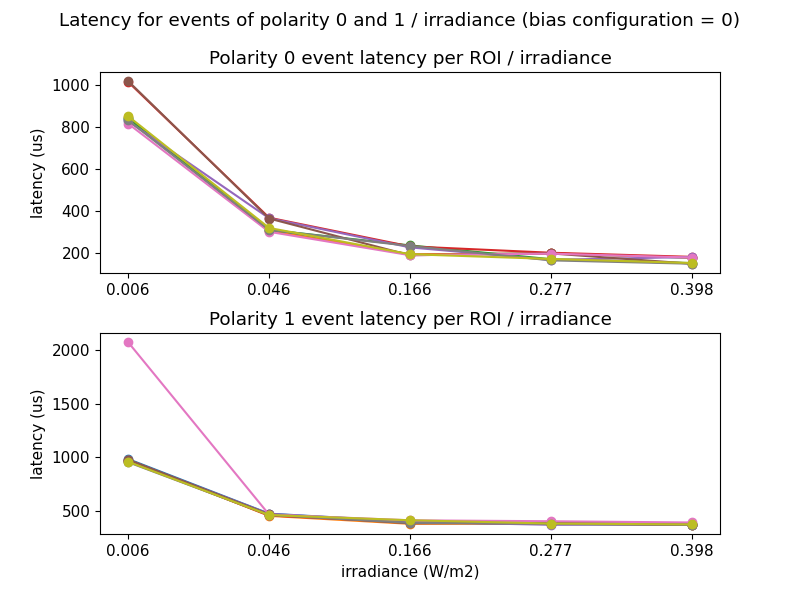 Latency for events of polarity 0 and 1 / irradiance (bias configuration = 0)
Polarity 0 event latency per ROI / irradiance
latency (us)
1000
800
600
400
200
0.006 0.046 0.166 0.277 0.398
Polarity 1 event latency per ROI / irradiance
latency (us)
2000
1500
1000
500
0.006 0.046 0.166 0.277 0.398
irradiance (W/m2)